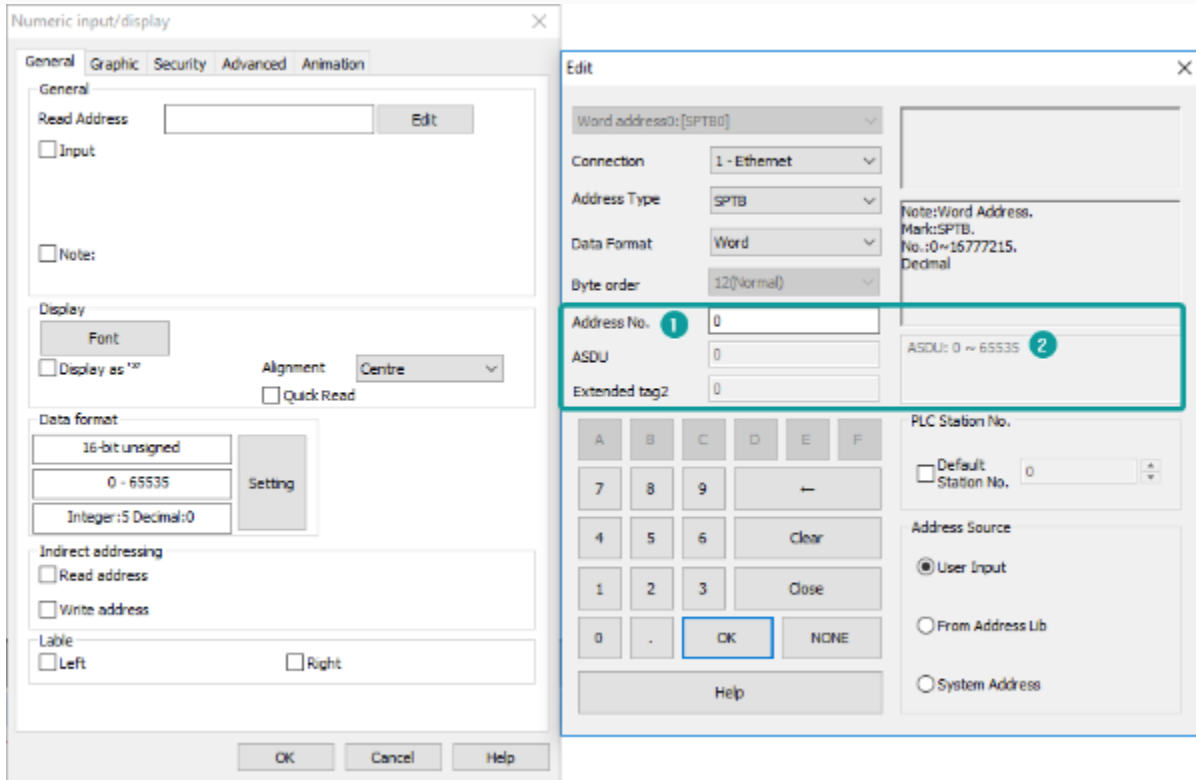 Numeric input/display
General Graphic Security Advanced Animation
General
Read Address Edit
Input
Note:
Display
Font
Display as '*'
Alignment Centre
Quick Read
Data format
16-bit unsigned
0 - 65535
Integer:5 Decimal:0
Setting
Indirect addressing
Read address
Write address
Lable
Left Right
OK Cancel Help
Edit
Word address0:[SPTB0]
Connection 1 - Ethernet
Address Type SPTB
Data Format Word
Byte order 12(Normal)
Address No. 1 0
ASDU 0
Extended tag2 0
Note:Word Address.
Mark:SPTB.
No.:0~16777215.
Decimal
ASDU: 0 ~ 65535 2
A B C D E F
7 8 9 ←
4 5 6 Clear
1 2 3 Close
0 . OK NONE
Help
PLC Station No.
Default
Station No. 0
Address Source
User Input
From Address Lib
System Address